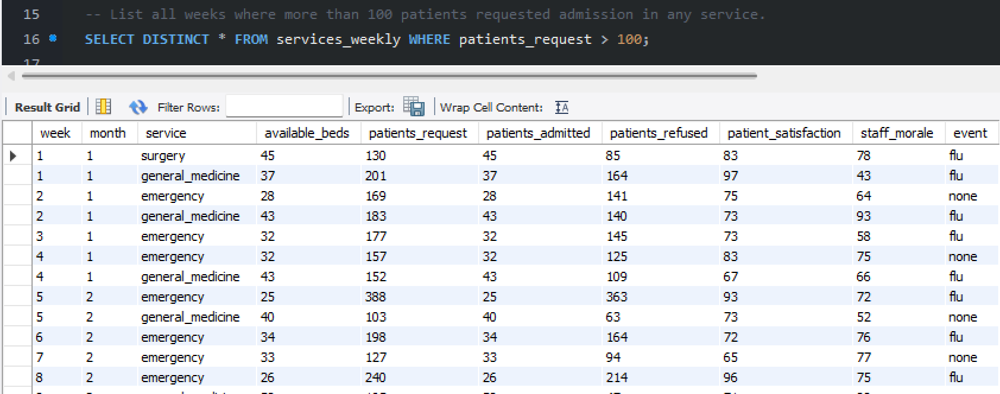 15 -- List all weeks where more than 100 patients requested admission in any service.
16 SELECT DISTINCT * FROM services_weekly WHERE patients_request > 100;
17
Result Grid Filter Rows: Export: Wrap Cell Content: IA
week month service available_beds patients_request patients_admitted patients_refused patient_satisfaction staff_morale event
1 1 surgery 45 130 45 85 83 78 flu
1 1 general_medicine 37 201 37 164 97 43 flu
2 1 emergency 28 169 28 141 75 64 none
2 1 general_medicine 43 183 43 140 73 93 flu
3 1 emergency 32 177 32 145 73 58 flu
4 1 emergency 32 157 32 125 83 75 none
4 1 general_medicine 43 152 43 109 67 66 flu
5 2 emergency 25 388 25 363 93 72 flu
5 2 general_medicine 40 103 40 63 73 52 none
6 2 emergency 34 198 34 164 72 76 flu
7 2 emergency 33 127 33 94 65 77 none
8 2 emergency 26 240 26 214 96 75 flu